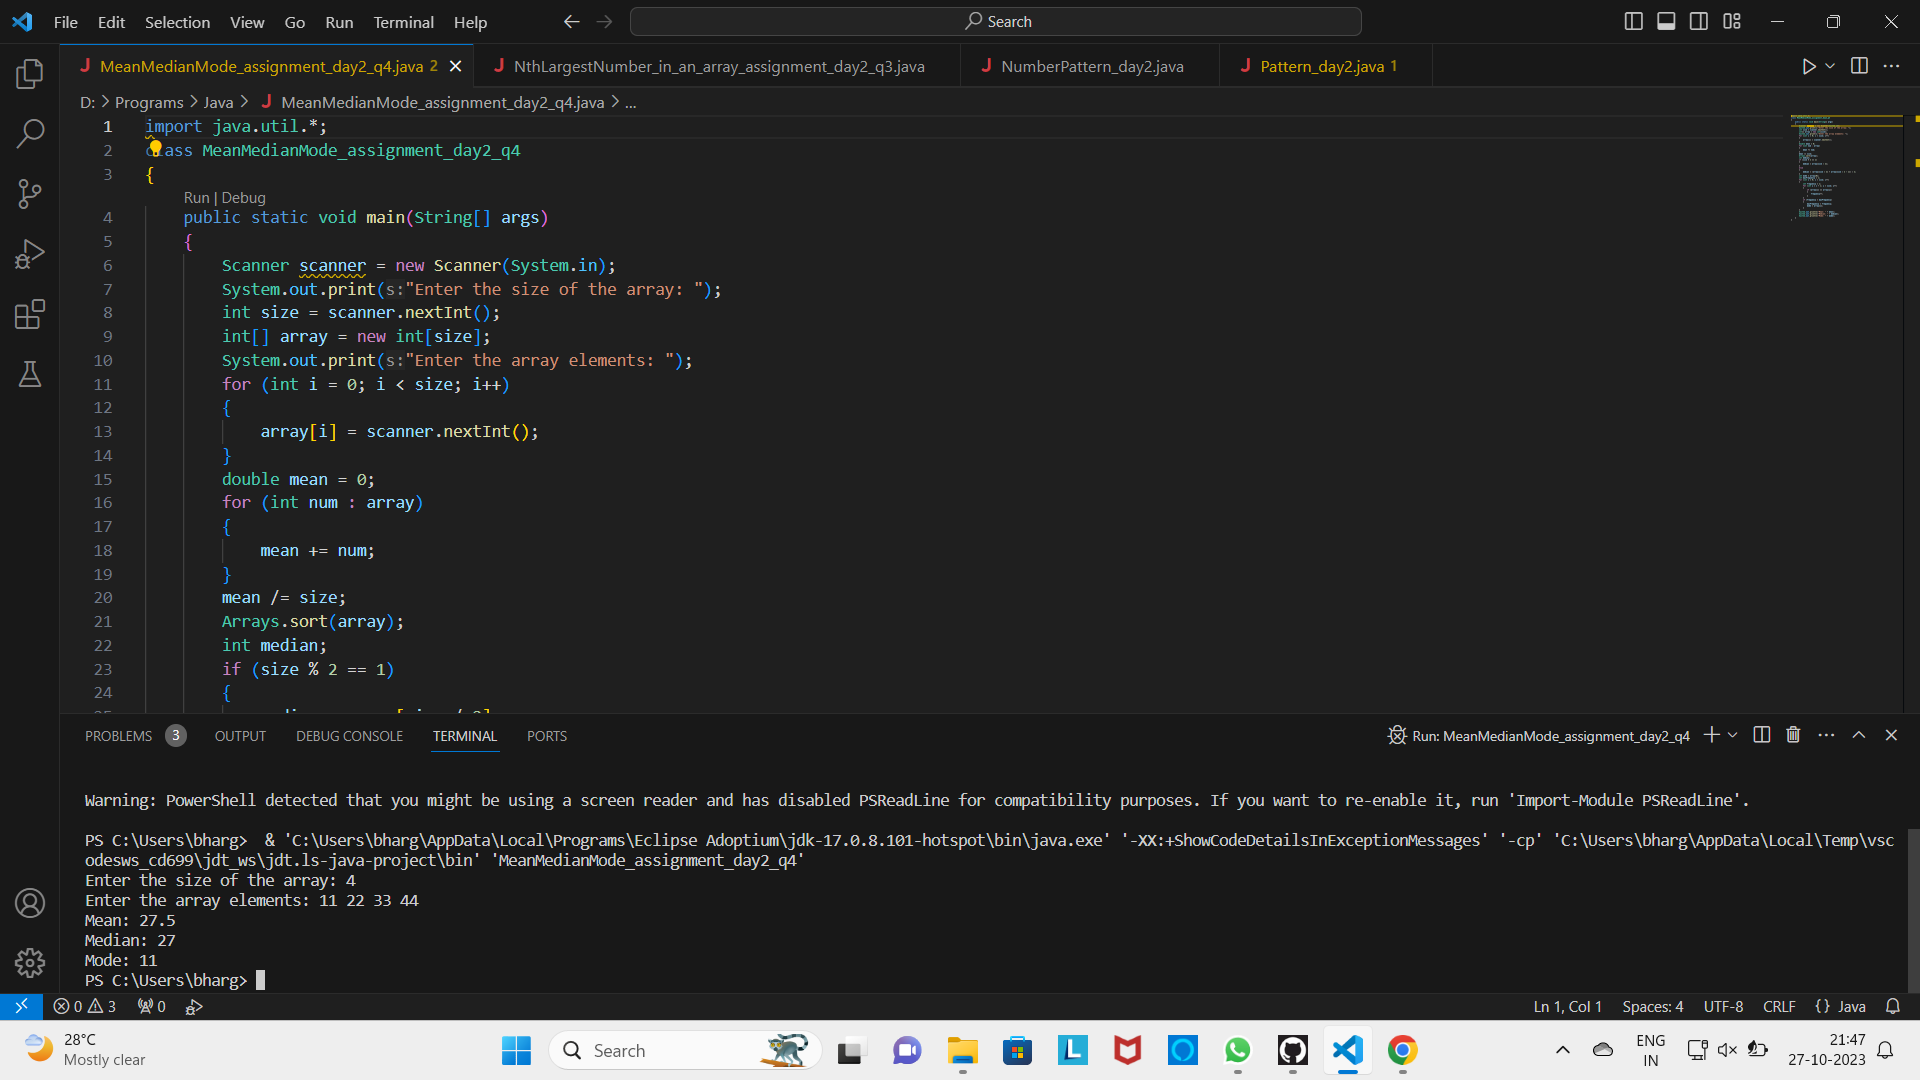 File Edit Selection View Go Run Terminal Help Search
MeanMedianMode_assignment_day2_q4.java 2 NthLargestNumber_in_an_array_assignment_day2_q3.java NumberPattern_day2.java Pattern_day2.java 1
D: > Programs > Java > MeanMedianMode_assignment_day2_q4.java > ...
1 import java.util.*;
2 class MeanMedianMode_assignment_day2_q4
3 {
Run | Debug
4 public static void main(String[] args)
5 {
6 Scanner scanner = new Scanner(System.in);
7 System.out.print(s:"Enter the size of the array: ");
8 int size = scanner.nextInt();
9 int[] array = new int[size];
10 System.out.print(s:"Enter the array elements: ");
11 for (int i = 0; i < size; i++)
12 {
13 array[i] = scanner.nextInt();
14 }
15 double mean = 0;
16 for (int num : array)
17 {
18 mean += num;
19 }
20 mean /= size;
21 Arrays.sort(array);
22 int median;
23 if (size % 2 == 1)
24 {
PROBLEMS 3 OUTPUT DEBUG CONSOLE TERMINAL PORTS Run: MeanMedianMode_assignment_day2_q4
Warning: PowerShell detected that you might be using a screen reader and has disabled PSReadLine for compatibility purposes. If you want to re-enable it, run 'Import-Module PSReadLine'.
PS C:\Users\bharg>  & 'C:\Users\bharg\AppData\Local\Programs\Eclipse Adoptium\jdk-17.0.8.101-hotspot\bin\java.exe' '-XX:+ShowCodeDetailsInExceptionMessages' '-cp' 'C:\Users\bharg\AppData\Local\Temp\vsc
odesws_cd699\jdt_ws\jdt.ls-java-project\bin' 'MeanMedianMode_assignment_day2_q4'
Enter the size of the array: 4
Enter the array elements: 11 22 33 44
Mean: 27.5
Median: 27
Mode: 11
PS C:\Users\bharg>
0 3 0 Ln 1, Col 1 Spaces: 4 UTF-8 CRLF {} Java
28°C
Mostly clear
Search
ENG
IN
21:47
27-10-2023